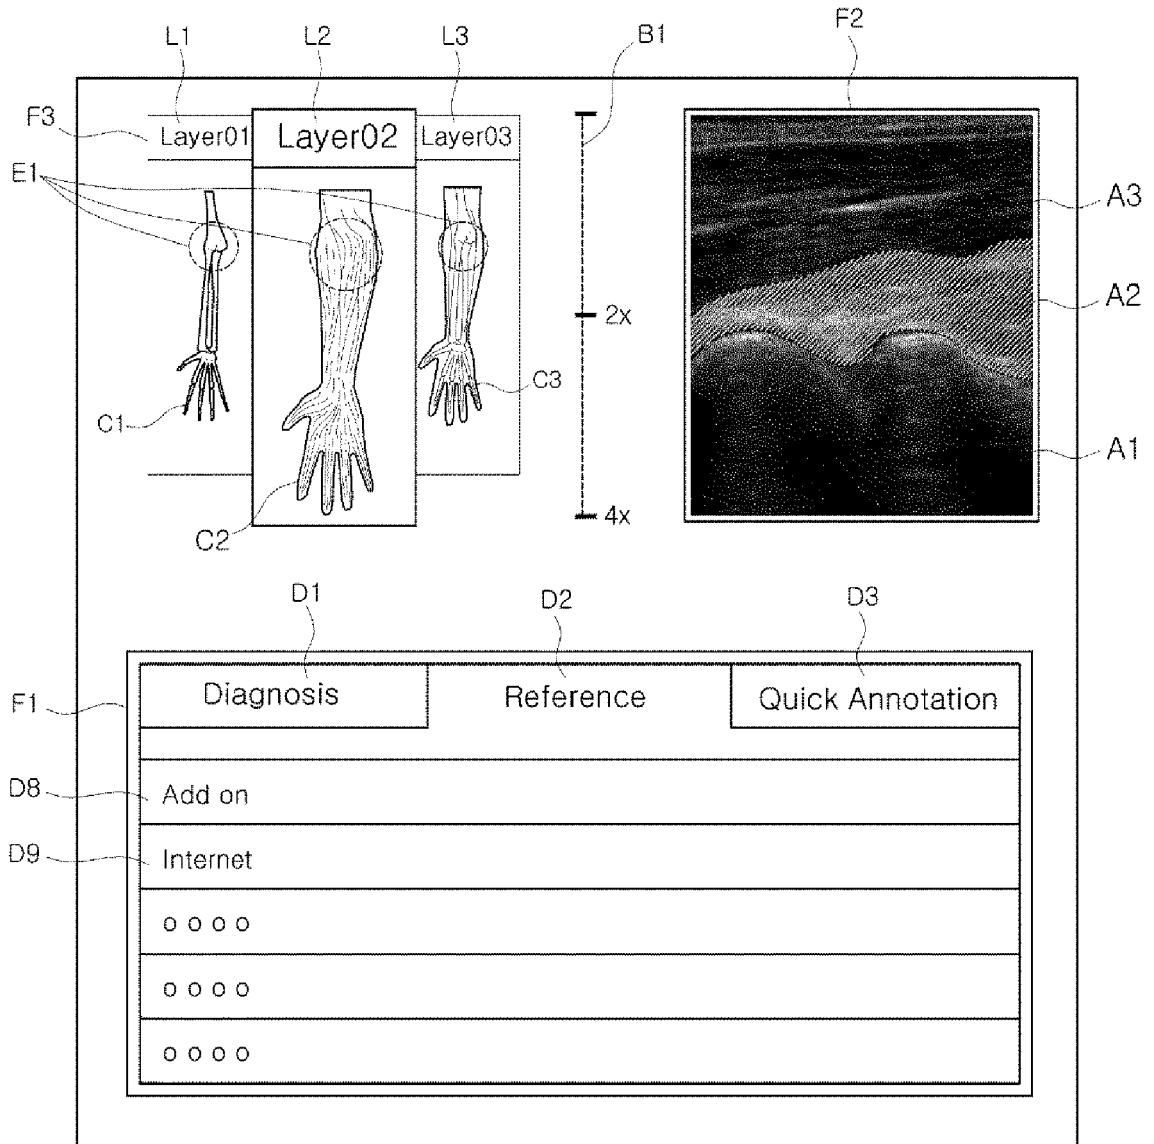 L1 L2 L3 B1 F2
F3 Layer01 Layer02 Layer03
E1
A3
A2
2x
C3
C1
A1
4x
C2
D1 D2 D3
F1 Diagnosis Reference Quick Annotation
D8 Add on
D9 Internet
o o o o
o o o o
o o o o